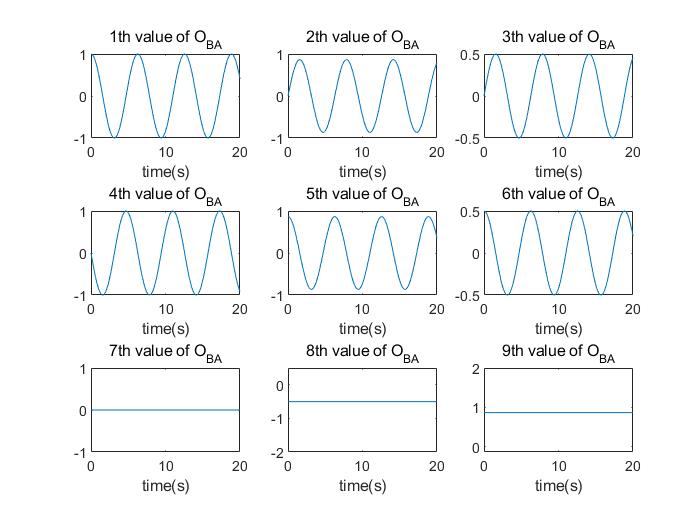 1th value of O_BA 2th value of O_BA 3th value of O_BA
1 1 0.5
0 0 0
-1 -1 -0.5
0 10 20 0 10 20 0 10 20
time(s) time(s) time(s)
4th value of O_BA 5th value of O_BA 6th value of O_BA
1 1 0.5
0 0 0
-1 -1 -0.5
0 10 20 0 10 20 0 10 20
time(s) time(s) time(s)
7th value of O_BA 8th value of O_BA 9th value of O_BA
1 2
0
0 -1 1
-1 -2 0
0 10 20 0 10 20 0 10 20
time(s) time(s) time(s)